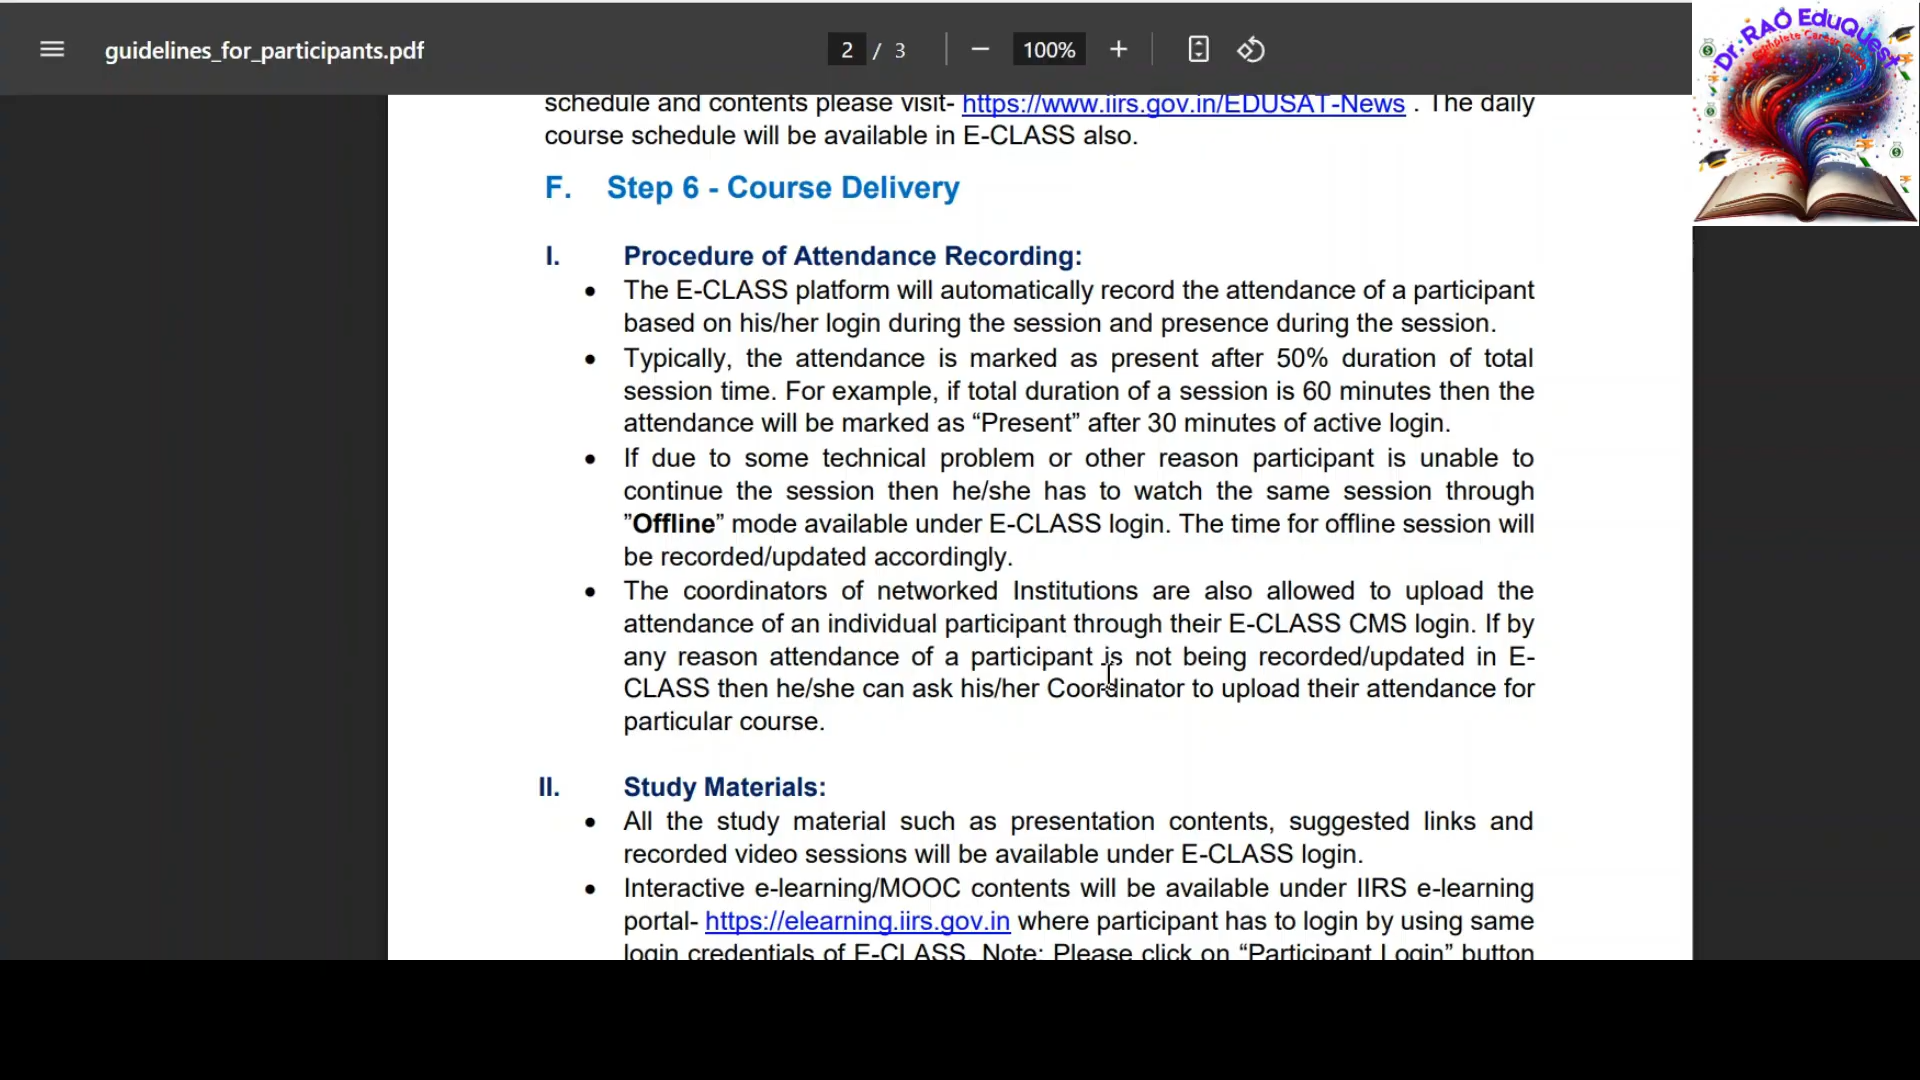 guidelines_for_participants.pdf
2 / 3
100%
Dr. RAO EduQuest
Complete Career Guide
schedule and contents please visit- https://www.iirs.gov.in/EDUSAT-News . The daily
course schedule will be available in E-CLASS also.
F. Step 6 - Course Delivery
I. Procedure of Attendance Recording:
• The E-CLASS platform will automatically record the attendance of a participant
based on his/her login during the session and presence during the session.
• Typically, the attendance is marked as present after 50% duration of total
session time. For example, if total duration of a session is 60 minutes then the
attendance will be marked as “Present” after 30 minutes of active login.
• If due to some technical problem or other reason participant is unable to
continue the session then he/she has to watch the same session through
”Offline” mode available under E-CLASS login. The time for offline session will
be recorded/updated accordingly.
• The coordinators of networked Institutions are also allowed to upload the
attendance of an individual participant through their E-CLASS CMS login. If by
any reason attendance of a participant is not being recorded/updated in E-
CLASS then he/she can ask his/her Coordinator to upload their attendance for
particular course.
II. Study Materials:
• All the study material such as presentation contents, suggested links and
recorded video sessions will be available under E-CLASS login.
• Interactive e-learning/MOOC contents will be available under IIRS e-learning
portal- https://elearning.iirs.gov.in where participant has to login by using same
login credentials of E-CLASS. Note: Please click on “Participant Login” button